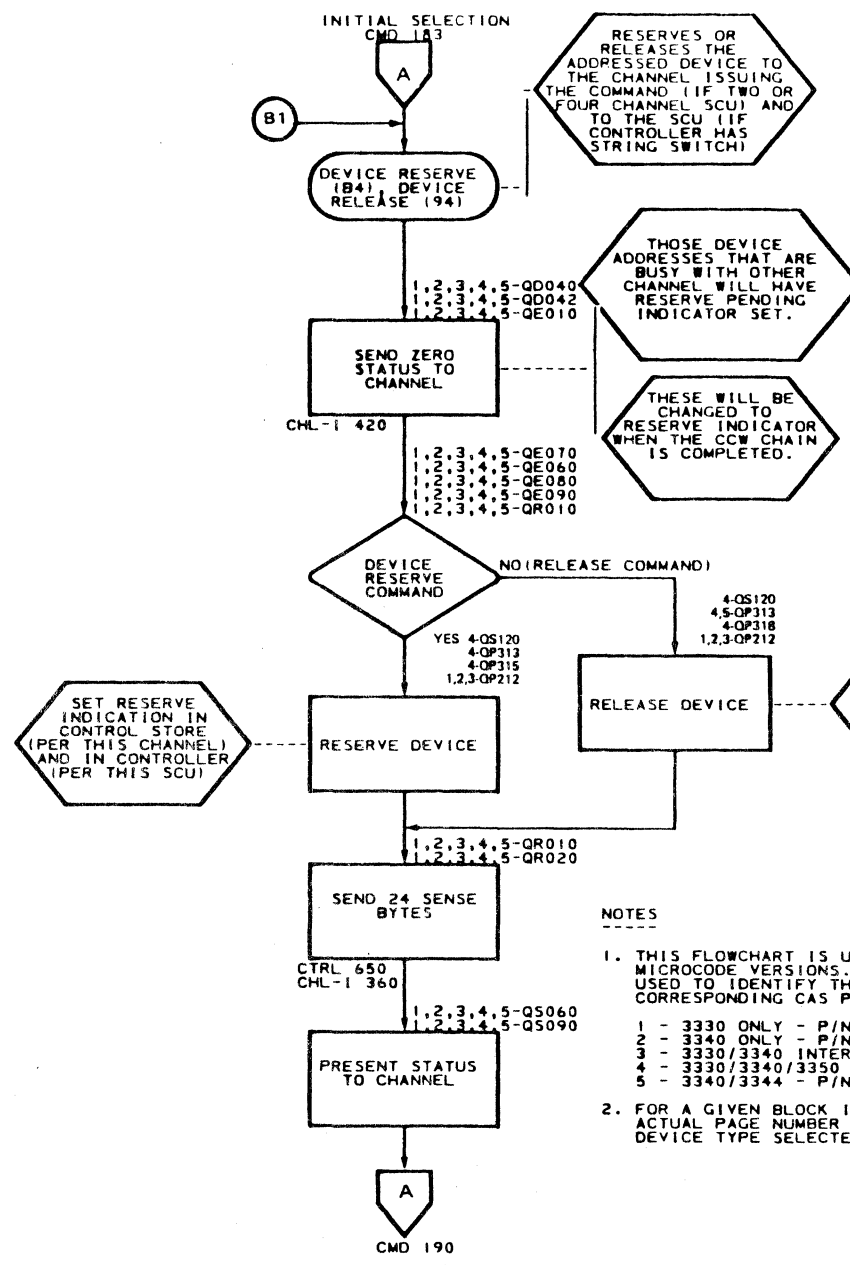 INITIAL SELECTION
CMD 183
A
B1
RESERVES OR
RELEASES THE
ADDRESSED DEVICE TO
THE CHANNEL ISSUING
THE COMMAND (IF TWO OR
FOUR CHANNEL SCU) AND
TO THE SCU (IF
CONTROLLER HAS
STRING SWITCH)
DEVICE RESERVE
(B4), DEVICE
RELEASE (94)
THOSE DEVICE
ADDRESSES THAT ARE
BUSY WITH OTHER
CHANNEL WILL HAVE
RESERVE PENDING
INDICATOR SET.
1,2,3,4,5-QD040
1,2,3,4,5-QD042
1,2,3,4,5-QE010
SEND ZERO
STATUS TO
CHANNEL
CHL-I 420
THESE WILL BE
CHANGED TO
RESERVE INDICATOR
WHEN THE CCW CHAIN
IS COMPLETED.
1,2,3,4,5-QE070
1,2,3,4,5-QE060
1,2,3,4,5-QE080
1,2,3,4,5-QE090
1,2,3,4,5-QR010
DEVICE
RESERVE
COMMAND
NO(RELEASE COMMAND)
4-QS120
4,5-QP313
4-QP318
1,2,3-QP212
YES 4-QS120
4-QP313
4-QP315
1,2,3-QP212
SET RESERVE
INDICATION IN
CONTROL STORE
(PER THIS CHANNEL)
AND IN CONTROLLER
(PER THIS SCU)
RESERVE DEVICE
RELEASE DEVICE
1,2,3,4,5-QR010
1,2,3,4,5-QR020
SEND 24 SENSE
BYTES
CTRL 650
CHL-I 360
1,2,3,4,5-QS060
1,2,3,4,5-QS090
PRESENT STATUS
TO CHANNEL
A
CMD 190
NOTES
-----
1. THIS FLOWCHART IS U
MICROCODE VERSIONS.
USED TO IDENTIFY TH
CORRESPONDING CAS P
1 - 3330 ONLY - P/N
2 - 3340 ONLY - P/N
3 - 3330/3340 INTER
4 - 3330/3340/3350
5 - 3340/3344 - P/N
2. FOR A GIVEN BLOCK I
ACTUAL PAGE NUMBER
DEVICE TYPE SELECTE